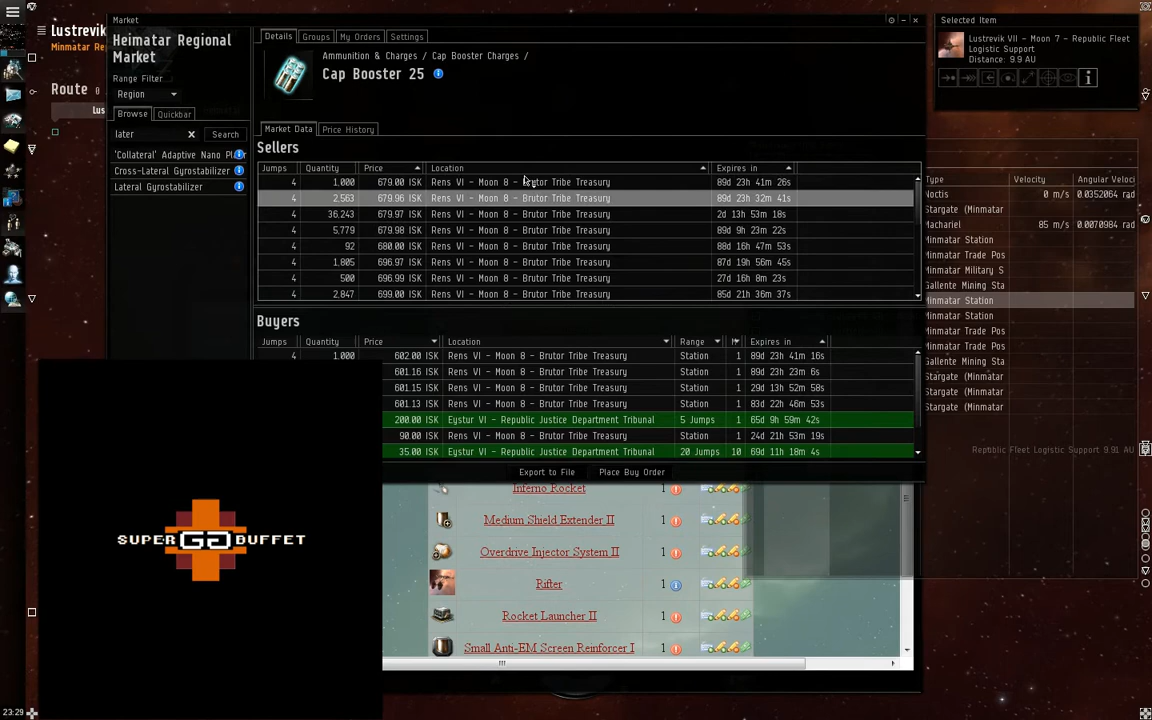 Market
Lustrevik
Minmatar Re
Route 0
lus
Heimatar Regional
Market
Range Filter
Region
Browse Quickbar
later Search
'Collateral' Adaptive Nano Pla
Cross-Lateral Gyrostabilizer
Lateral Gyrostabilizer
Details Groups My Orders Settings
Ammunition & Charges / Cap Booster Charges /
Cap Booster 25
Market Data Price History
Sellers
Jumps Quantity Price Location Expires in
4 1,000 679.00 ISK Rens VI - Moon 8 - Brutor Tribe Treasury 89d 23h 41m 26s
4 2,563 679.96 ISK Rens VI - Moon 8 - Brutor Tribe Treasury 89d 23h 32m 41s
4 36,243 679.97 ISK Rens VI - Moon 8 - Brutor Tribe Treasury 2d 13h 53m 18s
4 5,779 679.98 ISK Rens VI - Moon 8 - Brutor Tribe Treasury 89d 9h 23m 22s
4 92 680.00 ISK Rens VI - Moon 8 - Brutor Tribe Treasury 88d 16h 47m 53s
4 1,805 696.97 ISK Rens VI - Moon 8 - Brutor Tribe Treasury 87d 19h 56m 45s
4 500 696.99 ISK Rens VI - Moon 8 - Brutor Tribe Treasury 27d 16h 8m 23s
4 2,847 699.00 ISK Rens VI - Moon 8 - Brutor Tribe Treasury 85d 21h 36m 37s
Buyers
Jumps Quantity Price Location Range M Expires in
4 1,000 602.00 ISK Rens VI - Moon 8 - Brutor Tribe Treasury Station 1 89d 23h 41m 16s
601.16 ISK Rens VI - Moon 8 - Brutor Tribe Treasury Station 1 89d 23h 23m 6s
601.15 ISK Rens VI - Moon 8 - Brutor Tribe Treasury Station 1 29d 13h 52m 58s
601.13 ISK Rens VI - Moon 8 - Brutor Tribe Treasury Station 1 83d 22h 46m 53s
200.00 ISK Eystur VI - Republic Justice Department Tribunal 5 Jumps 1 65d 9h 59m 42s
90.00 ISK Rens VI - Moon 8 - Brutor Tribe Treasury Station 1 24d 21h 53m 19s
35.00 ISK Eystur VI - Republic Justice Department Tribunal 20 Jumps 10 69d 11h 18m 4s
Export to File Place Buy Order
Inferno Rocket 1
Medium Shield Extender II 1
Overdrive Injector System II 1
Rifter 1
Rocket Launcher II 1
Small Anti-EM Screen Reinforcer I 1
SUPER GG BUFFET
23:29
Selected Item
Lustrevik VII - Moon 7 - Republic Fleet
Logistic Support
Distance: 9.9 AU
Type Velocity Angular Veloci
Noctis 0 m/s 0.0352064 rad
Stargate (Minmatar
Machariel 85 m/s 0.0070984 rad
Minmatar Station
Minmatar Trade Pos
Minmatar Military S
Gallente Mining Sta
Minmatar Station
Minmatar Station
Minmatar Trade Pos
Minmatar Trade Pos
Gallente Mining Sta
Stargate (Minmatar
Stargate (Minmatar
Stargate (Minmatar
Republic Fleet Logistic Support 9.91 AU